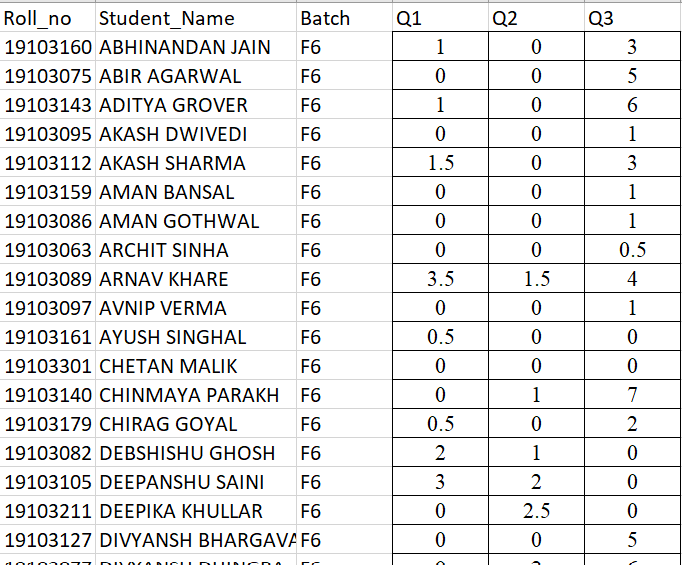 Roll_no Student_Name Batch Q1 Q2 Q3
19103160 ABHINANDAN JAIN F6 1 0 3
19103075 ABIR AGARWAL F6 0 0 5
19103143 ADITYA GROVER F6 1 0 6
19103095 AKASH DWIVEDI F6 0 0 1
19103112 AKASH SHARMA F6 1.5 0 3
19103159 AMAN BANSAL F6 0 0 1
19103086 AMAN GOTHWAL F6 0 0 1
19103063 ARCHIT SINHA F6 0 0 0.5
19103089 ARNAV KHARE F6 3.5 1.5 4
19103097 AVNIP VERMA F6 0 0 1
19103161 AYUSH SINGHAL F6 0.5 0 0
19103301 CHETAN MALIK F6 0 0 0
19103140 CHINMAYA PARAKH F6 0 1 7
19103179 CHIRAG GOYAL F6 0.5 0 2
19103082 DEBSHISHU GHOSH F6 2 1 0
19103105 DEEPANSHU SAINI F6 3 2 0
19103211 DEEPIKA KHULLAR F6 0 2.5 0
19103127 DIVYANSH BHARGAVA F6 0 0 5